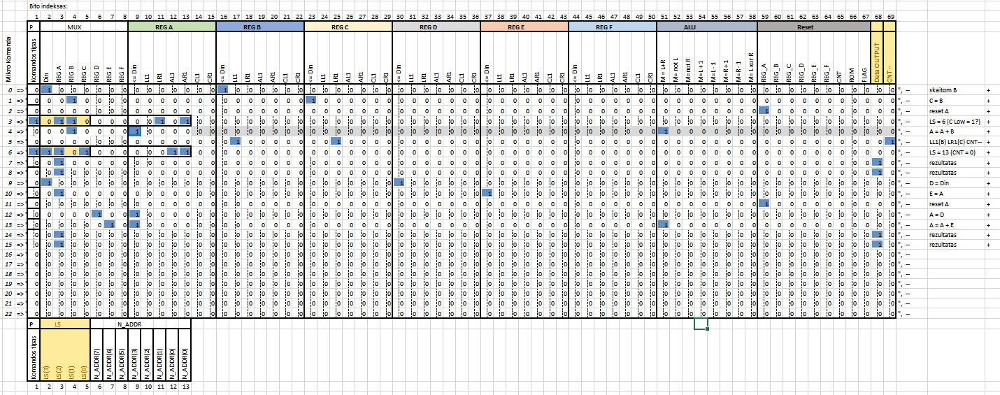 Bito indeksas:
1 2 3 4 5 6 7 8 9 10 11 12 13 14 15 16 17 18 19 20 21 22 23 24 25 26 27 28 29 30 31 32 33 34 35 36 37 38 39 40 41 42 43 44 45 46 47 48 49 50 51 52 53 54 55 56 57 58 59 60 61 62 63 64 65 66 67 68 69
P MUX REG A REG B REG C REG D REG E REG F ALU Reset
Mikro Komanda Komandos tipas Din REG A REG B REG C REG D REG E REG F <= Din LL1 LR1 AL1 AR1 CL1 CR1 <= Din LL1 LR1 AL1 AR1 CL1 CR1 <= Din LL1 LR1 AL1 AR1 CL1 CR1 <= Din LL1 LR1 AL1 AR1 CL1 CR1 <= Din LL1 LR1 AL1 AR1 CL1 CR1 <= Din LL1 LR1 AL1 AR1 CL1 CR1 M = L+R M= not L M= not R M= L + 1 M= L - 1 M= R + 1 M= R - 1 M= L xor R REG_A REG_B REG_C REG_D REG_E REG_F CNT ROM FLAG Data OUTPUT CNT --
0 =>" 0 1 0 0 0 0 0 0 0 0 0 0 0 0 0 1 0 0 0 0 0 0 0 0 0 0 0 0 0 0 0 0 0 0 0 0 0 0 0 0 0 0 0 0 0 0 0 0 0 0 0 0 0 0 0 0 0 0 0 0 0 0 0 0 0 0 0 0 0 ", -- skaitom B +
1 =>" 0 0 0 1 0 0 0 0 0 0 0 0 0 0 0 0 0 0 0 0 0 0 1 0 0 0 0 0 0 0 0 0 0 0 0 0 0 0 0 0 0 0 0 0 0 0 0 0 0 0 0 0 0 0 0 0 0 0 0 0 0 0 0 0 0 0 0 0 0 ", -- C = B +
2 =>" 0 0 0 0 0 0 0 0 0 0 0 0 0 0 0 0 0 0 0 0 0 0 0 0 0 0 0 0 0 0 0 0 0 0 0 0 0 0 0 0 0 0 0 0 0 0 0 0 0 0 0 0 0 0 0 0 0 0 1 0 0 0 0 0 0 0 0 0 0 ", -- reset A +
3 =>" 1 0 1 1 0 0 0 0 0 0 1 0 1 0 0 0 0 0 0 0 0 0 0 0 0 0 0 0 0 0 0 0 0 0 0 0 0 0 0 0 0 0 0 0 0 0 0 0 0 0 0 0 0 0 0 0 0 0 0 0 0 0 0 0 0 0 0 0 0 ", -- LS = 6 (C Low = 1?) +
4 =>" 0 0 0 1 0 0 0 0 1 0 0 0 0 0 0 0 0 0 0 0 0 0 0 0 0 0 0 0 0 0 0 0 0 0 0 0 0 0 0 0 0 0 0 0 0 0 0 0 0 0 1 0 0 0 0 0 0 0 0 0 0 0 0 0 0 0 0 0 0 ", -- A = A + B +
5 =>" 0 0 0 0 0 0 0 0 0 0 0 0 0 0 0 0 1 0 0 0 0 0 0 0 1 0 0 0 0 0 0 0 0 0 0 0 0 0 0 0 0 0 0 0 0 0 0 0 0 0 0 0 0 0 0 0 0 0 0 0 0 0 0 0 0 0 0 0 1 ", -- LL1(B) LR1(C) CNT-- +
6 =>" 1 1 1 0 1 0 0 0 0 0 0 1 1 0 0 0 0 0 0 0 0 0 0 0 0 0 0 0 0 0 0 0 0 0 0 0 0 0 0 0 0 0 0 0 0 0 0 0 0 0 0 0 0 0 0 0 0 0 0 0 0 0 0 0 0 0 0 0 0 ", -- LS = 13 (CNT = 0) +
7 =>" 0 0 1 0 0 0 0 0 0 0 0 0 0 0 0 0 0 0 0 0 0 0 0 0 0 0 0 0 0 0 0 0 0 0 0 0 0 0 0 0 0 0 0 0 0 0 0 0 0 0 0 0 0 0 0 0 0 0 0 0 0 0 0 0 0 0 0 1 0 ", -- rezultatas +
8 =>" 0 0 1 0 0 0 0 0 0 0 0 0 0 0 0 0 0 0 0 0 0 0 0 0 0 0 0 0 0 0 0 0 0 0 0 0 0 0 0 0 0 0 0 0 0 0 0 0 0 0 0 0 0 0 0 0 0 0 0 0 0 0 0 0 0 0 0 1 0 ", -- rezultatas +
9 =>" 0 1 0 0 0 0 0 0 0 0 0 0 0 0 0 0 0 0 0 0 0 0 0 0 0 0 0 0 0 1 0 0 0 0 0 0 0 0 0 0 0 0 0 0 0 0 0 0 0 0 0 0 0 0 0 0 0 0 0 0 0 0 0 0 0 0 0 0 0 ", -- D = Din +
10 =>" 0 0 1 0 0 0 0 0 0 0 0 0 0 0 0 0 0 0 0 0 0 0 0 0 0 0 0 0 0 0 0 0 0 0 0 0 1 0 0 0 0 0 0 0 0 0 0 0 0 0 0 0 0 0 0 0 0 0 0 0 0 0 0 0 0 0 0 0 0 ", -- E = A +
11 =>" 0 0 0 0 0 0 0 0 0 0 0 0 0 0 0 0 0 0 0 0 0 0 0 0 0 0 0 0 0 0 0 0 0 0 0 0 0 0 0 0 0 0 0 0 0 0 0 0 0 0 0 0 0 0 0 0 0 0 1 0 0 0 0 0 0 0 0 0 0 ", -- reset A +
12 =>" 0 0 0 0 0 1 0 0 1 0 0 0 0 0 0 0 0 0 0 0 0 0 0 0 0 0 0 0 0 0 0 0 0 0 0 0 0 0 0 0 0 0 0 0 0 0 0 0 0 0 0 0 0 0 0 0 0 0 0 0 0 0 0 0 0 0 0 0 0 ", -- A = D +
13 =>" 0 0 0 0 0 0 1 0 1 0 0 0 0 0 0 0 0 0 0 0 0 0 0 0 0 0 0 0 0 0 0 0 0 0 0 0 0 0 0 0 0 0 0 0 0 0 0 0 0 0 1 0 0 0 0 0 0 0 0 0 0 0 0 0 0 0 0 0 0 ", -- A = A + E +
14 =>" 0 0 1 0 0 0 0 0 0 0 0 0 0 0 0 0 0 0 0 0 0 0 0 0 0 0 0 0 0 0 0 0 0 0 0 0 0 0 0 0 0 0 0 0 0 0 0 0 0 0 0 0 0 0 0 0 0 0 0 0 0 0 0 0 0 0 0 1 0 ", -- rezultatas +
15 =>" 0 0 1 0 0 0 0 0 0 0 0 0 0 0 0 0 0 0 0 0 0 0 0 0 0 0 0 0 0 0 0 0 0 0 0 0 0 0 0 0 0 0 0 0 0 0 0 0 0 0 0 0 0 0 0 0 0 0 0 0 0 0 0 0 0 0 0 1 0 ", -- rezultatas +
16 =>" 0 0 0 0 0 0 0 0 0 0 0 0 0 0 0 0 0 0 0 0 0 0 0 0 0 0 0 0 0 0 0 0 0 0 0 0 0 0 0 0 0 0 0 0 0 0 0 0 0 0 0 0 0 0 0 0 0 0 0 0 0 0 0 0 0 0 0 0 0 ", --
17 =>" 0 0 0 0 0 0 0 0 0 0 0 0 0 0 0 0 0 0 0 0 0 0 0 0 0 0 0 0 0 0 0 0 0 0 0 0 0 0 0 0 0 0 0 0 0 0 0 0 0 0 0 0 0 0 0 0 0 0 0 0 0 0 0 0 0 0 0 0 0 ", --
18 =>" 0 0 0 0 0 0 0 0 0 0 0 0 0 0 0 0 0 0 0 0 0 0 0 0 0 0 0 0 0 0 0 0 0 0 0 0 0 0 0 0 0 0 0 0 0 0 0 0 0 0 0 0 0 0 0 0 0 0 0 0 0 0 0 0 0 0 0 0 0 ", --
19 =>" 0 0 0 0 0 0 0 0 0 0 0 0 0 0 0 0 0 0 0 0 0 0 0 0 0 0 0 0 0 0 0 0 0 0 0 0 0 0 0 0 0 0 0 0 0 0 0 0 0 0 0 0 0 0 0 0 0 0 0 0 0 0 0 0 0 0 0 0 0 ", --
20 =>" 0 0 0 0 0 0 0 0 0 0 0 0 0 0 0 0 0 0 0 0 0 0 0 0 0 0 0 0 0 0 0 0 0 0 0 0 0 0 0 0 0 0 0 0 0 0 0 0 0 0 0 0 0 0 0 0 0 0 0 0 0 0 0 0 0 0 0 0 0 ", --
21 =>" 0 0 0 0 0 0 0 0 0 0 0 0 0 0 0 0 0 0 0 0 0 0 0 0 0 0 0 0 0 0 0 0 0 0 0 0 0 0 0 0 0 0 0 0 0 0 0 0 0 0 0 0 0 0 0 0 0 0 0 0 0 0 0 0 0 0 0 0 0 ", --
22 =>" 0 0 0 0 0 0 0 0 0 0 0 0 0 0 0 0 0 0 0 0 0 0 0 0 0 0 0 0 0 0 0 0 0 0 0 0 0 0 0 0 0 0 0 0 0 0 0 0 0 0 0 0 0 0 0 0 0 0 0 0 0 0 0 0 0 0 0 0 0 ", --
P LS N_ADDR
Komandos tipas LS(3) LS(2) LS(1) LS(0) N_ADDR(7) N_ADDR(6) N_ADDR(5) N_ADDR(3) N_ADDR(2) N_ADDR(1) N_ADDR(0) N_ADDR(0)
1 2 3 4 5 6 7 8 9 10 11 12 13